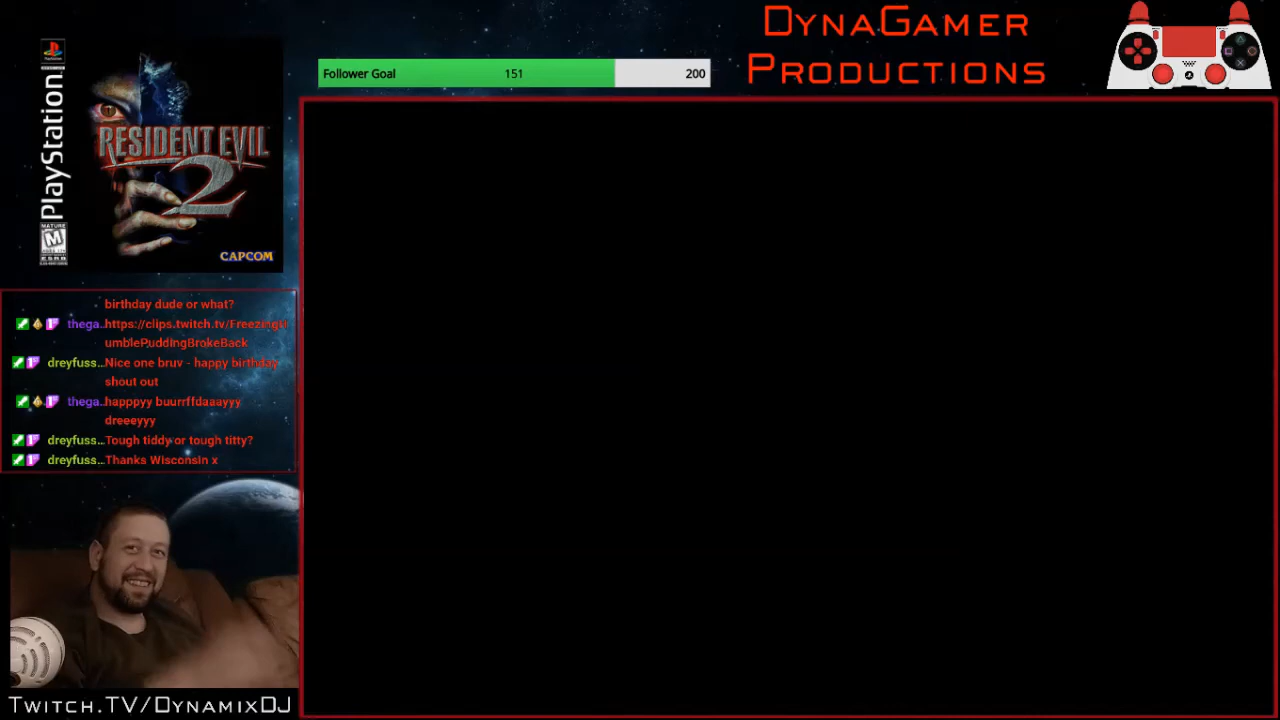 DynaGamer
Productions
Follower Goal 151 200
PlayStation
RESIDENT EVIL
2
MATURE
M
ESRB
CAPCOM
birthday dude or what?
thega..https://clips.twitch.tv/FreezingH
umblePuddingBrokeBack
dreyfuss..Nice one bruv - happy birthday
shout out
thega..happpyy buurrffdaaayyy
dreeeyyy
dreyfuss..Tough tiddy or tough titty?
dreyfuss..Thanks Wisconsin x
Twitch.TV/DynamixDJ